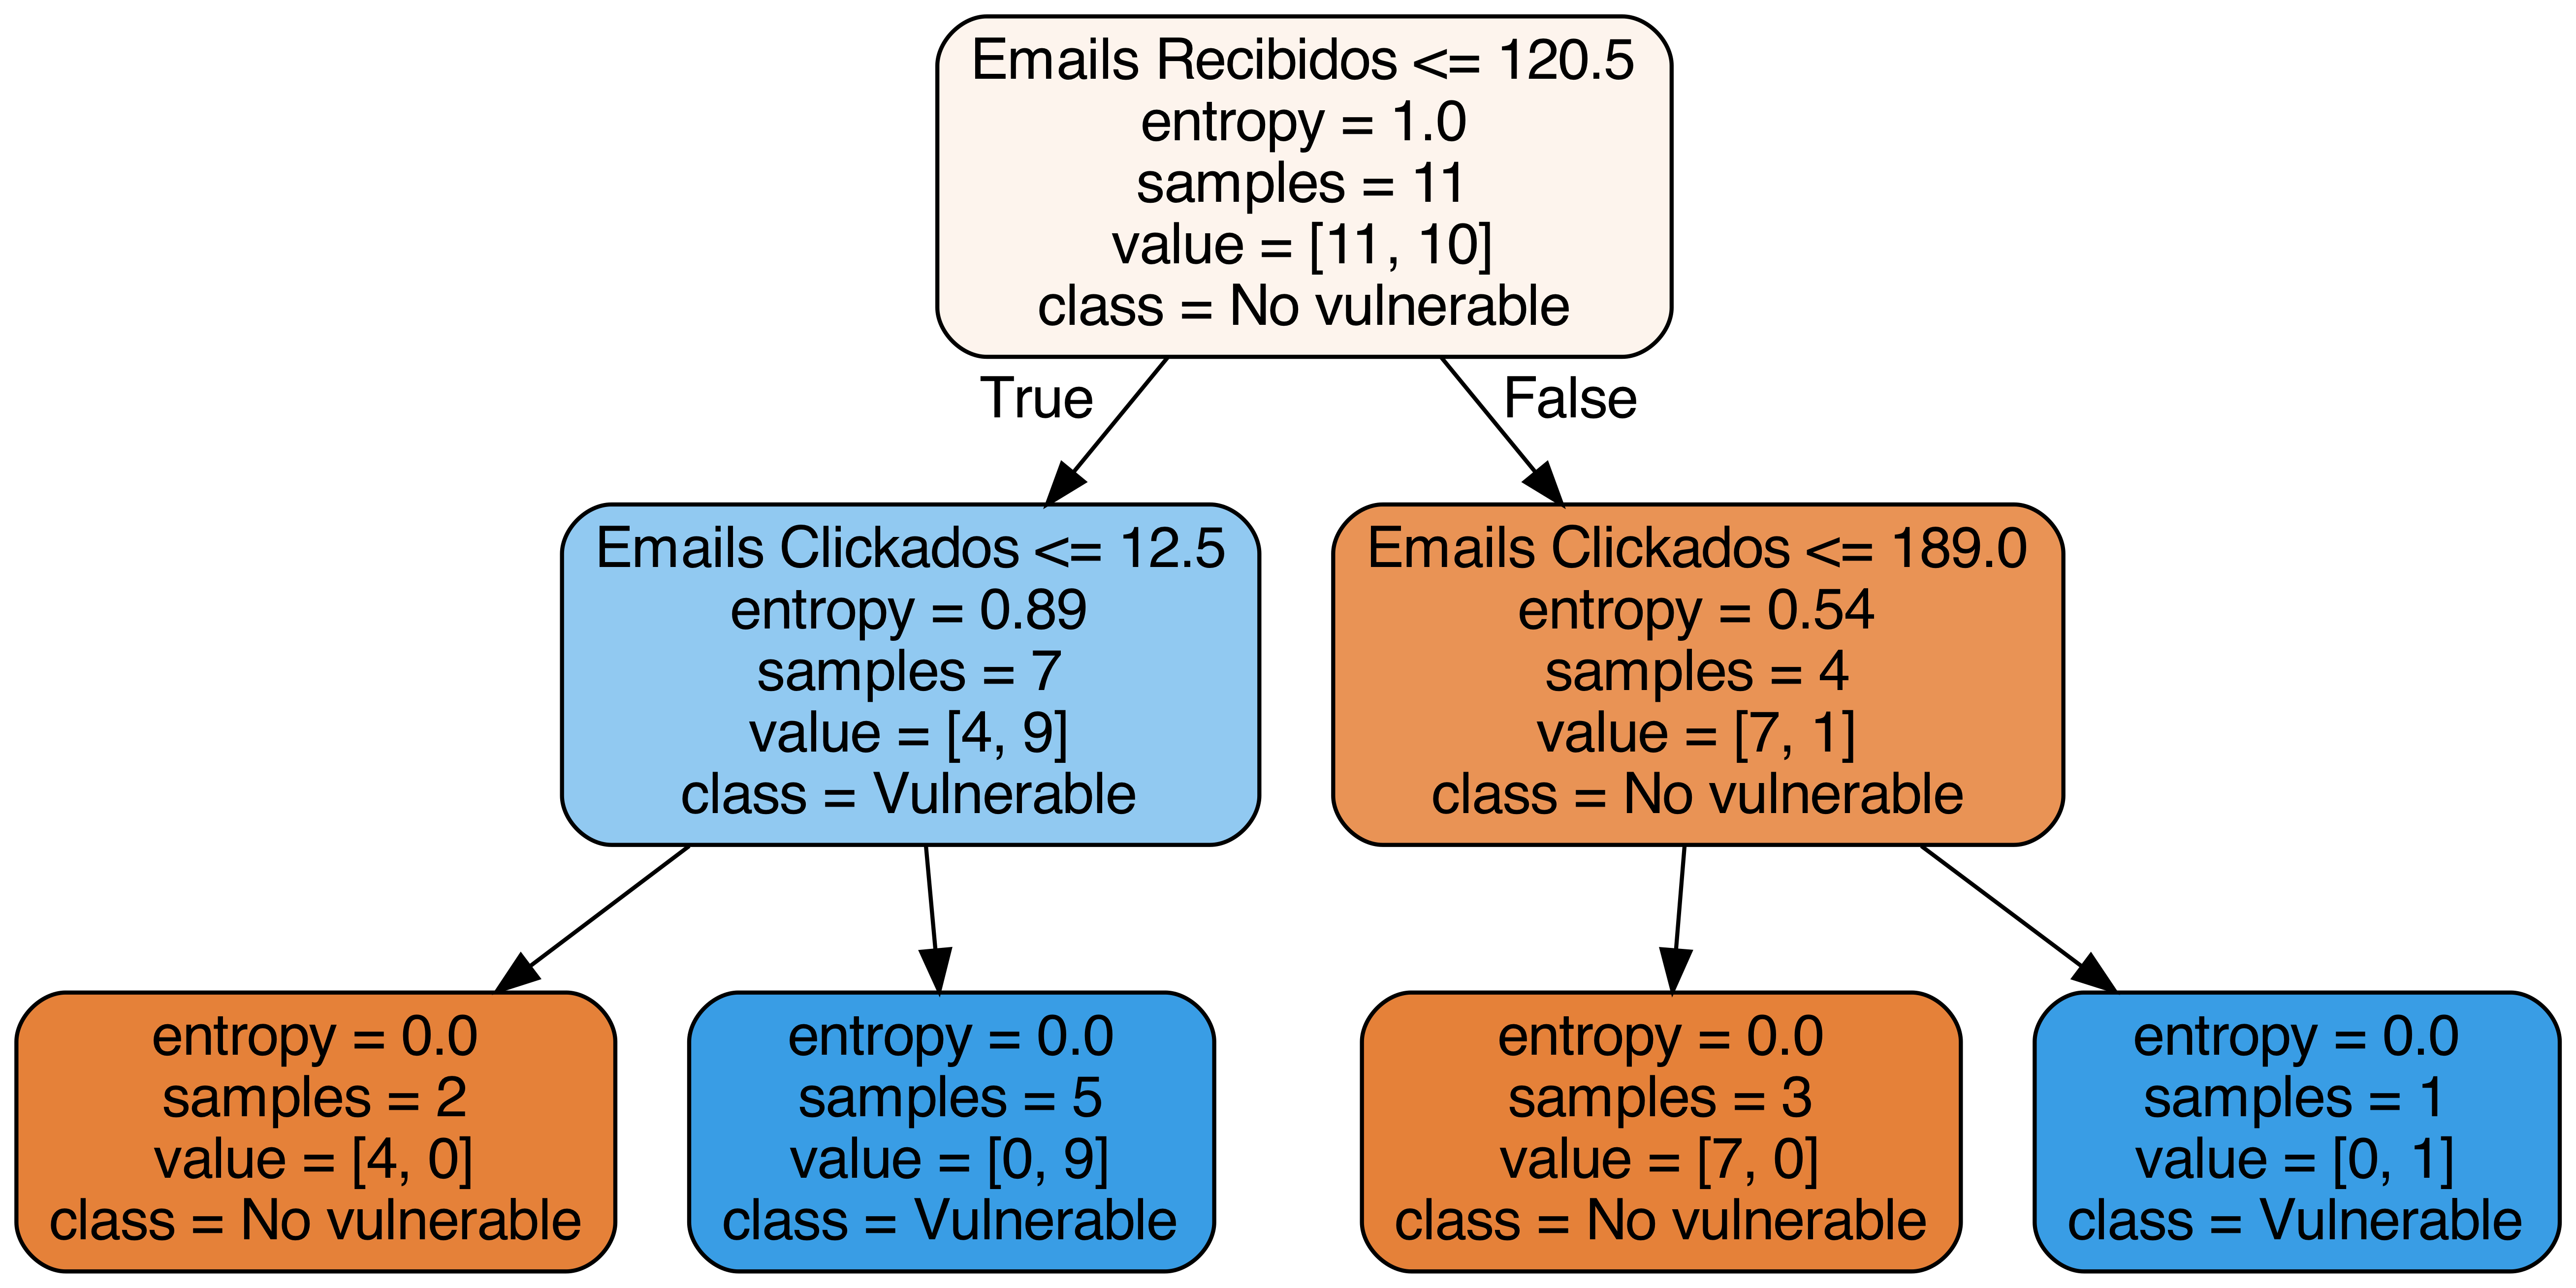 Emails Recibidos <= 120.5
entropy = 1.0
samples = 11
value = [11, 10]
class = No vulnerable
True
False
Emails Clickados <= 12.5
entropy = 0.89
samples = 7
value = [4, 9]
class = Vulnerable
Emails Clickados <= 189.0
entropy = 0.54
samples = 4
value = [7, 1]
class = No vulnerable
entropy = 0.0
samples = 2
value = [4, 0]
class = No vulnerable
entropy = 0.0
samples = 5
value = [0, 9]
class = Vulnerable
entropy = 0.0
samples = 3
value = [7, 0]
class = No vulnerable
entropy = 0.0
samples = 1
value = [0, 1]
class = Vulnerable